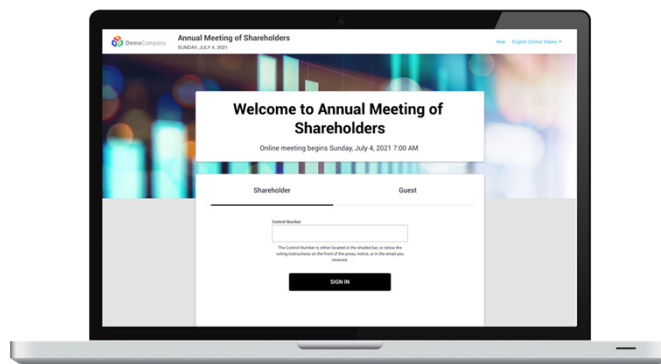 DemoCompany
Annual Meeting of Shareholders
SUNDAY, JULY 4, 2021
Help English (United States)
Welcome to Annual Meeting of
Shareholders
Online meeting begins Sunday, July 4, 2021 7:00 AM
Shareholder Guest
Control Number
The Control Number is either located in the shaded bar, or below the
voting instructions on the front of the proxy notice, or in the email you
received.
SIGN IN